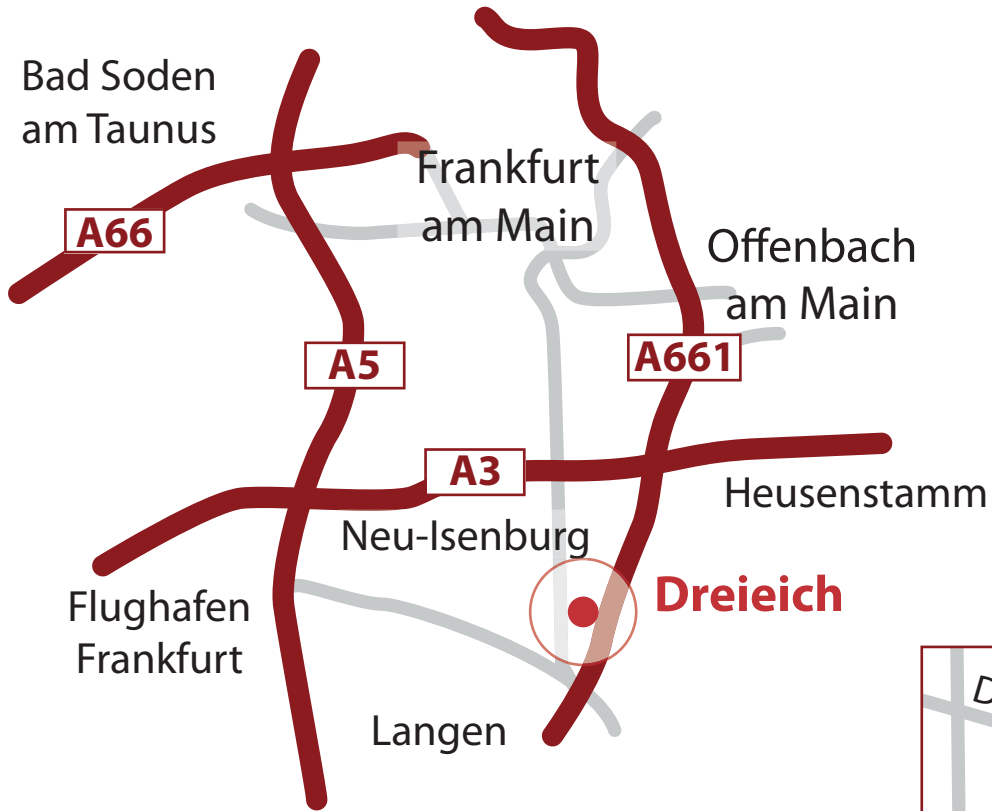 Bad Soden
am Taunus
Frankfurt
am Main
A66
Offenbach
am Main
A5
A661
A3
Heusenstamm
Neu-Isenburg
Flughafen
Frankfurt
Dreieich
Langen